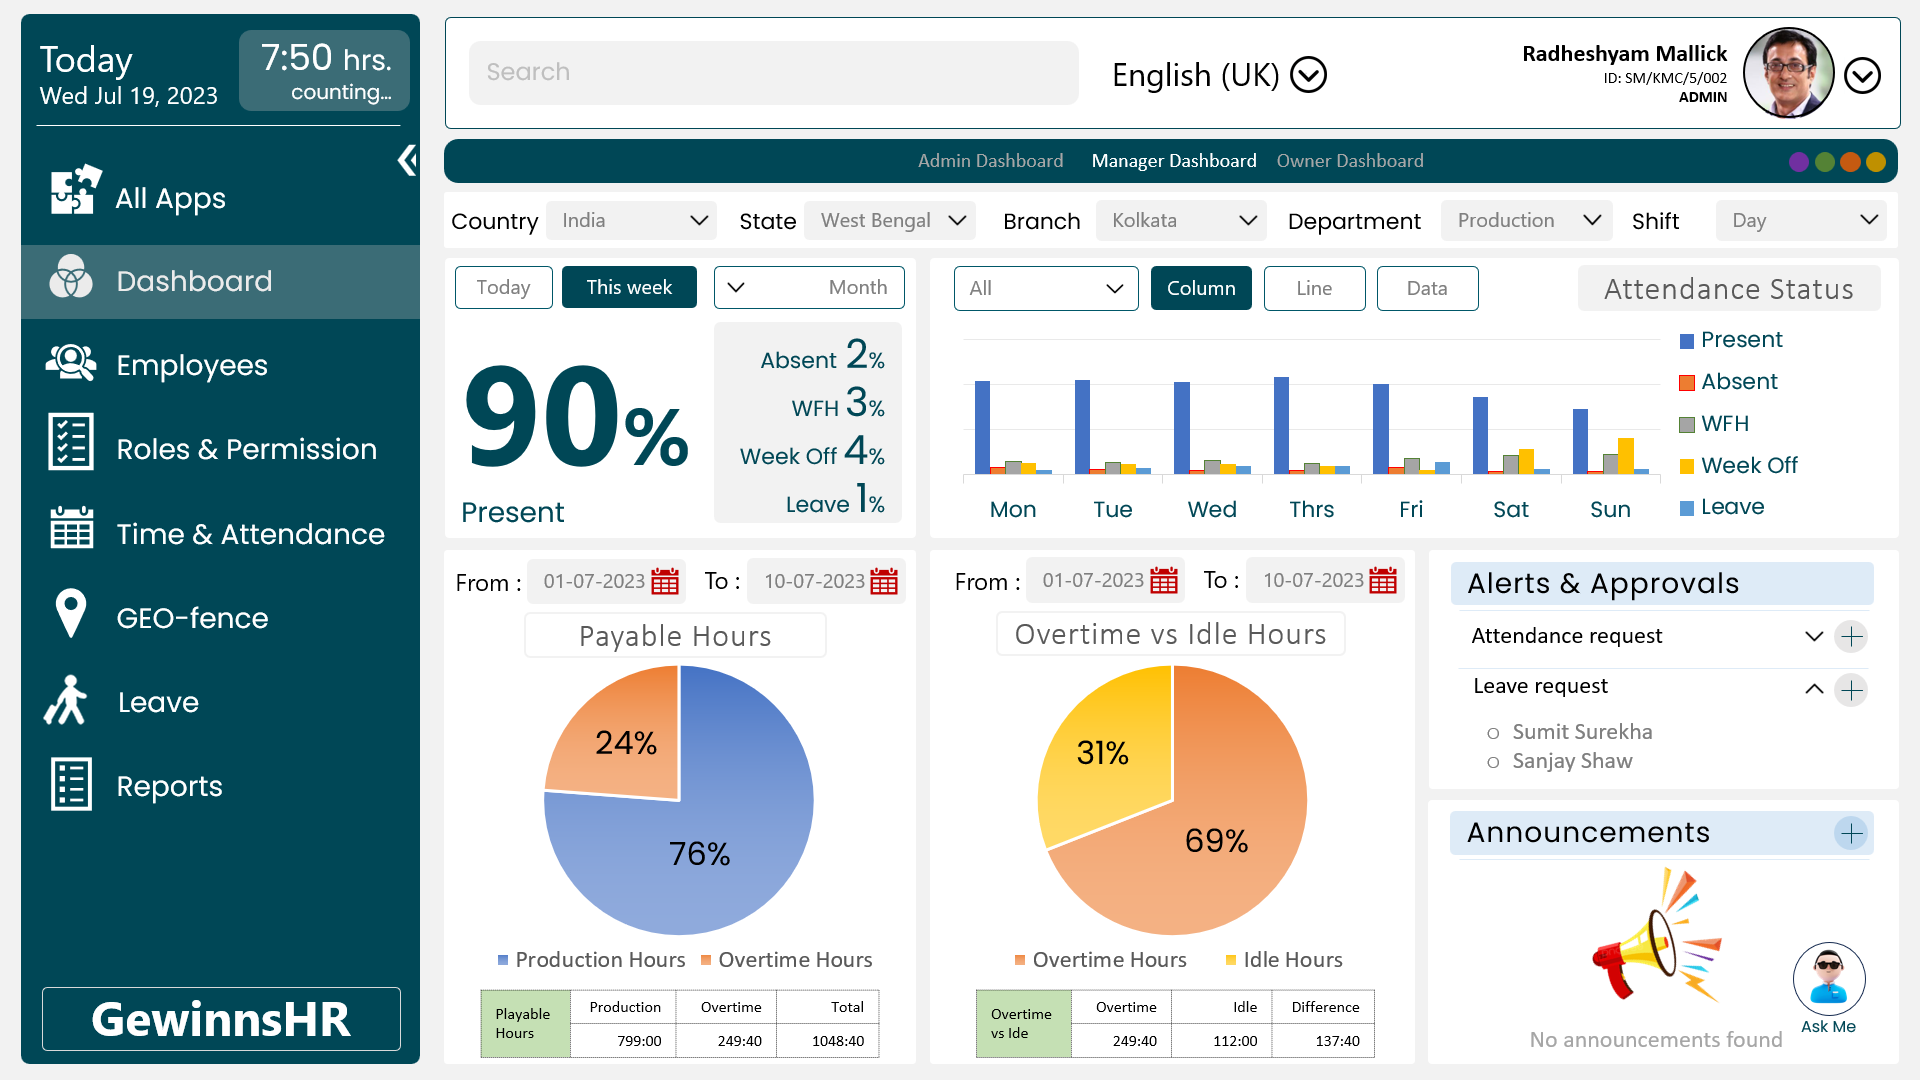 Today
Wed Jul 19, 2023
7:50 hrs.
counting...
All Apps
Dashboard
Employees
Roles & Permission
Time & Attendance
GEO-fence
Leave
Reports
GewinnsHR
Search
English (UK)
Radheshyam Mallick
ID: SM/KMC/5/002
ADMIN
Admin Dashboard Manager Dashboard Owner Dashboard
Country India State West Bengal Branch Kolkata Department Production Shift Day
Today This week Month
90%
Present
Absent 2%
WFH 3%
Week Off 4%
Leave 1%
All Column Line Data Attendance Status
Present
Absent
WFH
Week Off
Leave
Mon Tue Wed Thrs Fri Sat Sun
From : 01-07-2023 To : 10-07-2023
Payable Hours
24%
76%
Production Hours Overtime Hours
Playable Hours
Production Overtime Total
799:00 249:40 1048:40
From : 01-07-2023 To : 10-07-2023
Overtime vs Idle Hours
31%
69%
Overtime Hours Idle Hours
Overtime vs Ide
Overtime Idle Difference
249:40 112:00 137:40
Alerts & Approvals
Attendance request
Leave request
Sumit Surekha
Sanjay Shaw
Announcements
No announcements found
Ask Me